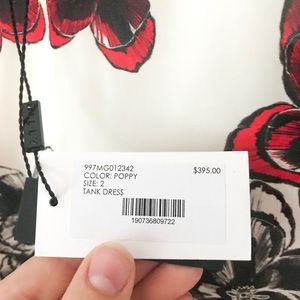 997MG012342
COLOR: POPPY $395.00
SIZE: 2
TANK DRESS
190736809722